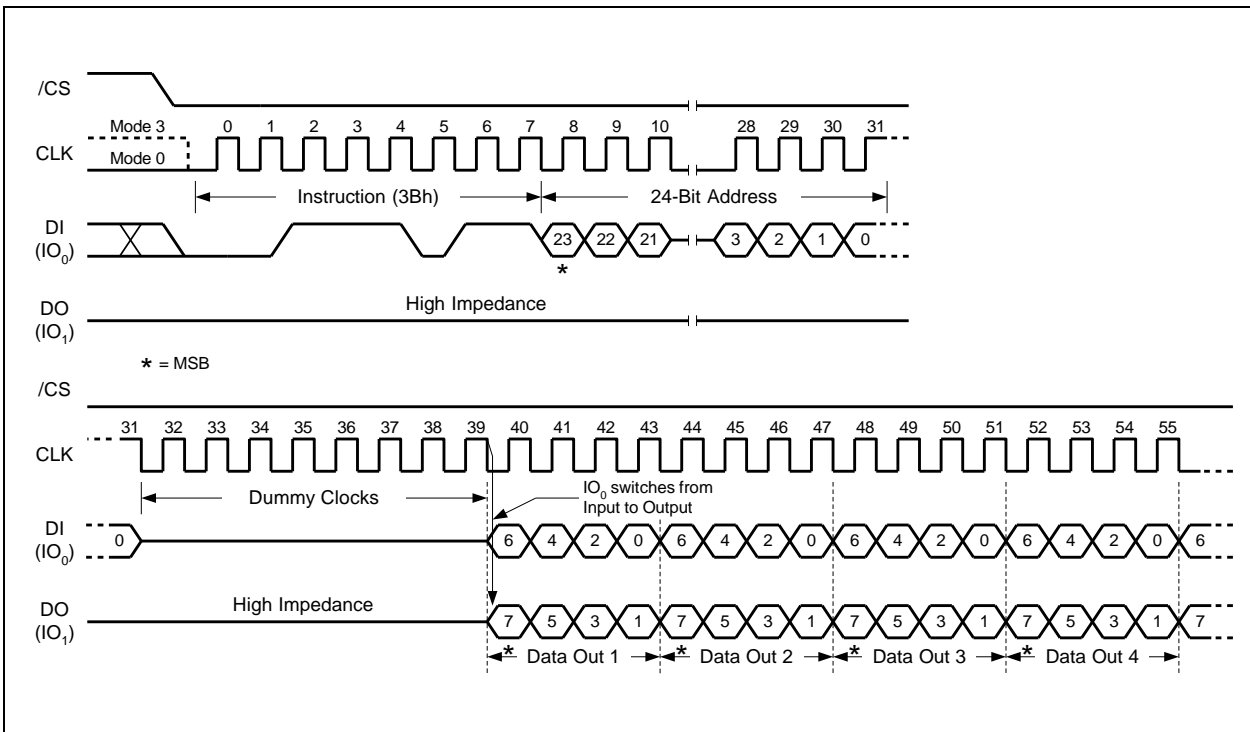 /CS
Mode 3 0 1 2 3 4 5 6 7 8 9 10 28 29 30 31
CLK
Mode 0
Instruction (3Bh) 24-Bit Address
DI
(IO0) 23 22 21 3 2 1 0
*
DO High Impedance
(IO1)
* = MSB
/CS
31 32 33 34 35 36 37 38 39 40 41 42 43 44 45 46 47 48 49 50 51 52 53 54 55
CLK
Dummy Clocks IO0 switches from
Input to Output
DI
(IO0) 0 6 4 2 0 6 4 2 0 6 4 2 0 6 4 2 0 6
DO High Impedance
(IO1) 7 5 3 1 7 5 3 1 7 5 3 1 7 5 3 1 7
* Data Out 1 * Data Out 2 * Data Out 3 * Data Out 4